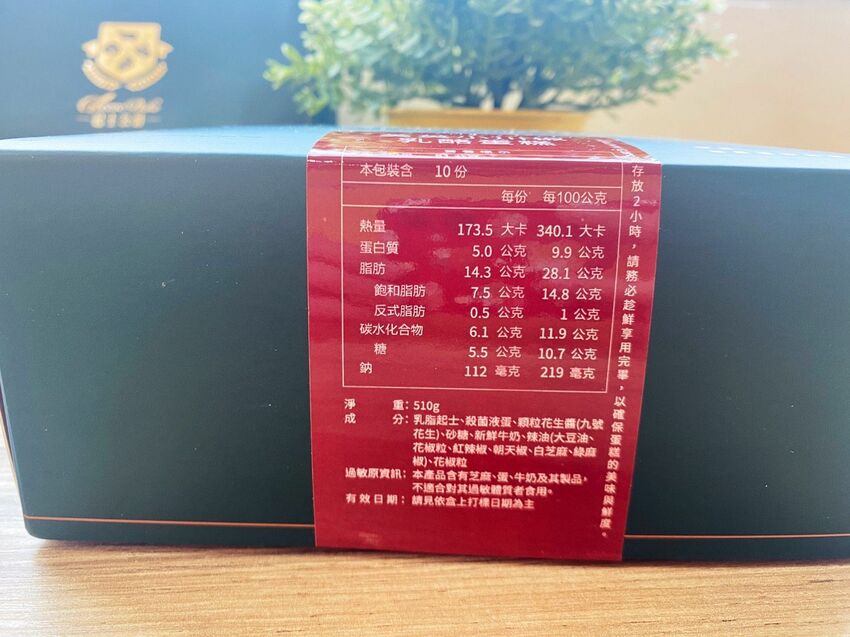 本包裝含 10 份
每份 每100公克
熱量 173.5 大卡 340.1 大卡
蛋白質 5.0 公克 9.9 公克
脂肪 14.3 公克 28.1 公克
飽和脂肪 7.5 公克 14.8 公克
反式脂肪 0.5 公克 1 公克
碳水化合物 6.1 公克 11.9 公克
糖 5.5 公克 10.7 公克
鈉 112 毫克 219 毫克
淨重：510g
成分：乳脂起士、殺菌液蛋、顆粒花生醬(九號
花生)、砂糖、新鮮牛奶、辣油(大豆油、
花椒粒、紅辣椒、朝天椒、白芝麻、綠麻
椒)、花椒粒
過敏原資訊：本產品含有芝麻、蛋、牛奶及其製品，
不適合對其過敏體質者食用。
有效日期：請見依盒上打標日期為主
存放2小時，請務必趁鮮享用完畢，以確保蛋糕的美味與鮮度。